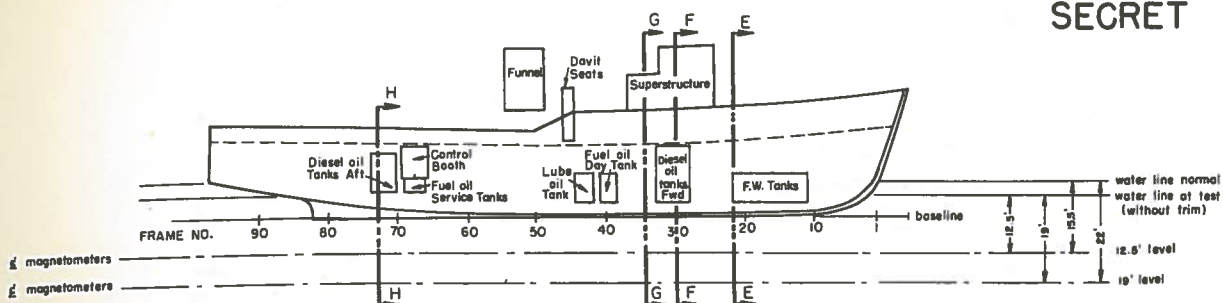 SECRET
G F E
H
Funnel
Davit
Seats
Superstructure
Diesel oil
Tanks Aft
Control
Booth
Fuel oil
Service Tanks
Lube
oil
Tank
Fuel oil
Day Tank
Diesel
oil
tanks
Fwd
F.W. Tanks
water line normal
water line at test
(without trim)
baseline
FRAME NO. 90 80 70 60 50 40 30 20 10 1
12.5' 19' 15.5' 22'
magnetometers
12.5' level
magnetometers
19' level
H G F E